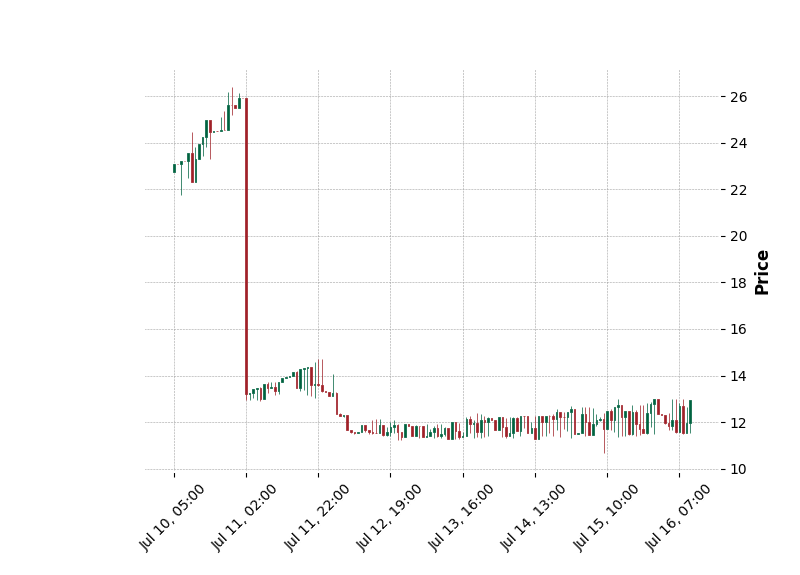 26
24
22
20
18
16
14
12
10
Price
Jul 10, 05:00
Jul 11, 02:00
Jul 11, 22:00
Jul 12, 19:00
Jul 13, 16:00
Jul 14, 13:00
Jul 15, 10:00
Jul 16, 07:00